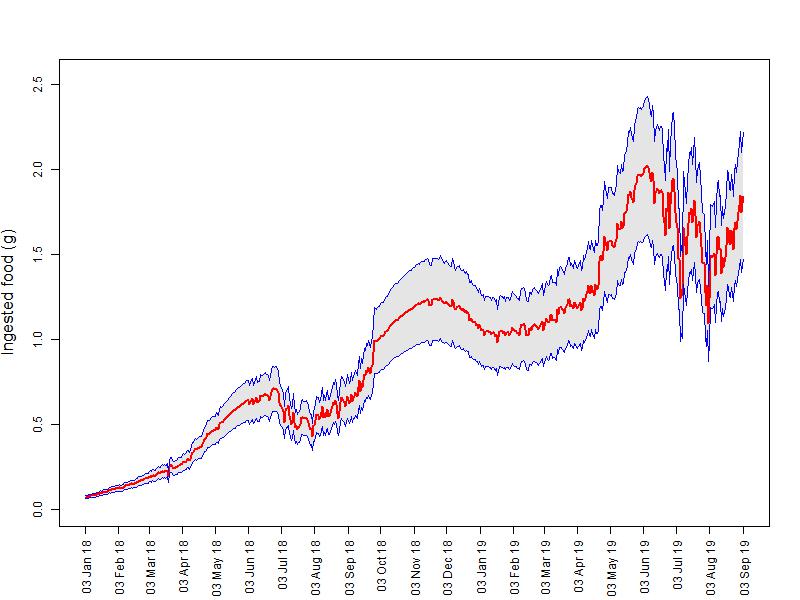 Ingested food (g)
2.5
2.0
1.5
1.0
0.5
0.0
03 Jan 18
03 Feb 18
03 Mar 18
03 Apr 18
03 May 18
03 Jun 18
03 Jul 18
03 Aug 18
03 Sep 18
03 Oct 18
03 Nov 18
03 Dec 18
03 Jan 19
03 Feb 19
03 Mar 19
03 Apr 19
03 May 19
03 Jun 19
03 Jul 19
03 Aug 19
03 Sep 19